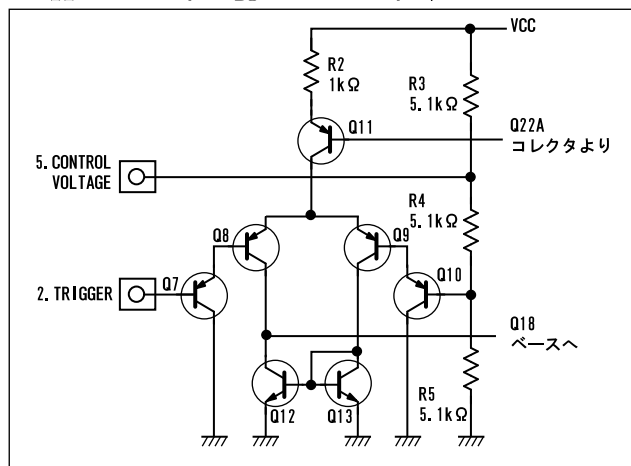 VCC
R2
1kΩ
R3
5.1kΩ
Q11
Q22A
コレクタより
5. CONTROL
VOLTAGE
R4
5.1kΩ
Q8
Q9
Q7
Q10
2. TRIGGER
Q18
ベースへ
R5
5.1kΩ
Q12
Q13